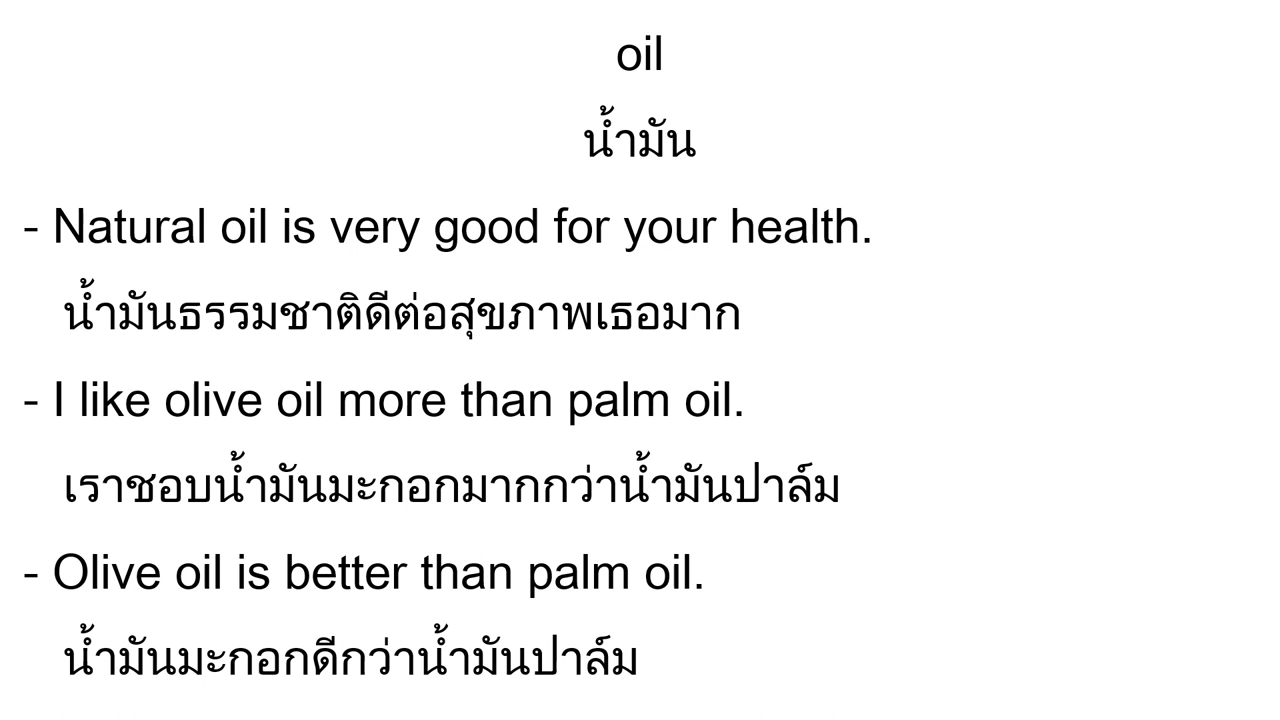 oil
น้ำมัน
- Natural oil is very good for your health.
น้ำมันธรรมชาติดีต่อสุขภาพเธอมาก
- I like olive oil more than palm oil.
เราชอบน้ำมันมะกอกมากกว่าน้ำมันปาล์ม
- Olive oil is better than palm oil.
น้ำมันมะกอกดีกว่าน้ำมันปาล์ม